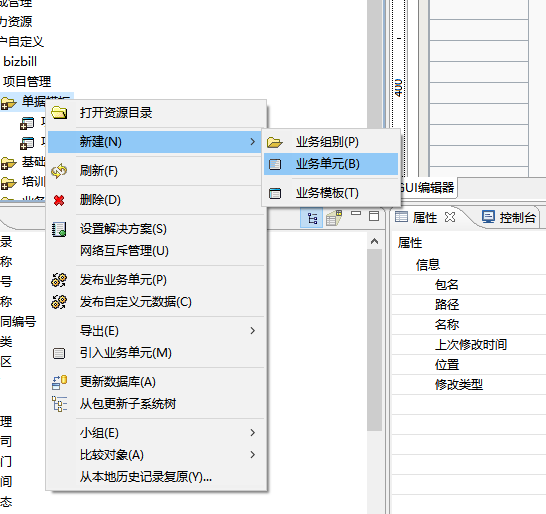 成管理
力资源
户自定义
bizbill
项目管理
单据模板
基础
培训
打开资源目录
新建(N)
刷新(F)
删除(D)
设置解决方案(S)
网络互斥管理(U)
发布业务单元(P)
发布自定义元数据(C)
导出(E)
引入业务单元(M)
更新数据库(A)
从包更新子系统树
小组(E)
比较对象(A)
从本地历史记录复原(Y)...
业务组别(P)
业务单元(B)
业务模板(T)
400
GUI编辑器
录
称
号
称
同编号
类
区
理
司
门
间
态
属性
控制台
属性
信息
包名
路径
名称
上次修改时间
位置
修改类型